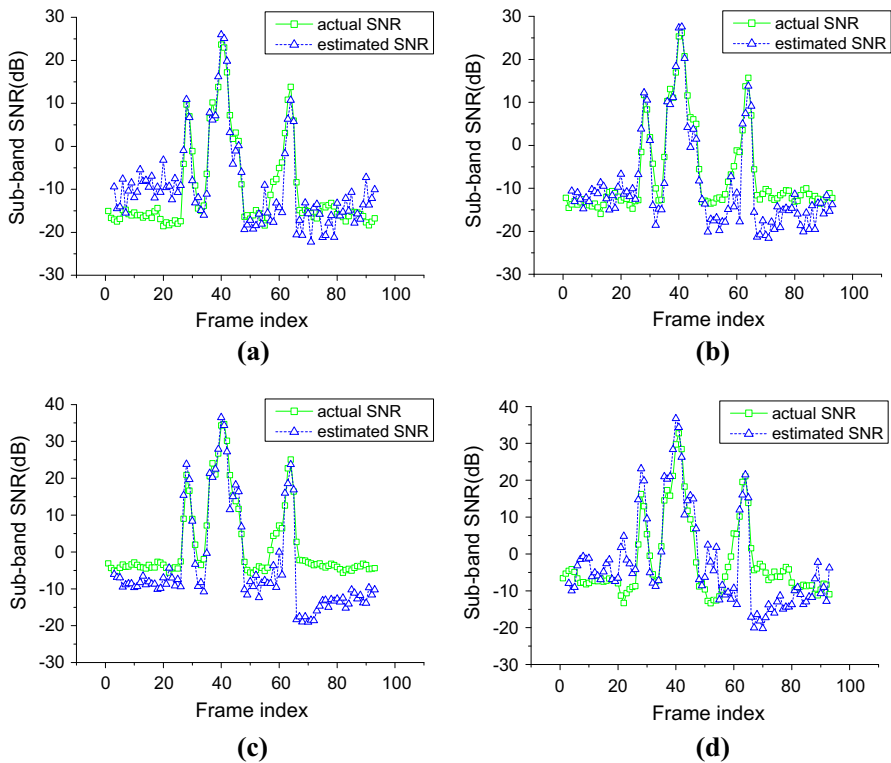 30
20
10
0
-10
-20
-30
Sub-band SNR(dB)
actual SNR
estimated SNR
0 20 40 60 80 100
Frame index
(a)
30
20
10
0
-10
-20
-30
Sub-band SNR(dB)
actual SNR
estimated SNR
0 20 40 60 80 100
Frame index
(b)
40
30
20
10
0
-10
-20
-30
Sub-band SNR(dB)
actual SNR
estimated SNR
0 20 40 60 80 100
Frame index
(c)
40
30
20
10
0
-10
-20
-30
Sub-band SNR(dB)
actual SNR
estimated SNR
0 20 40 60 80 100
Frame index
(d)